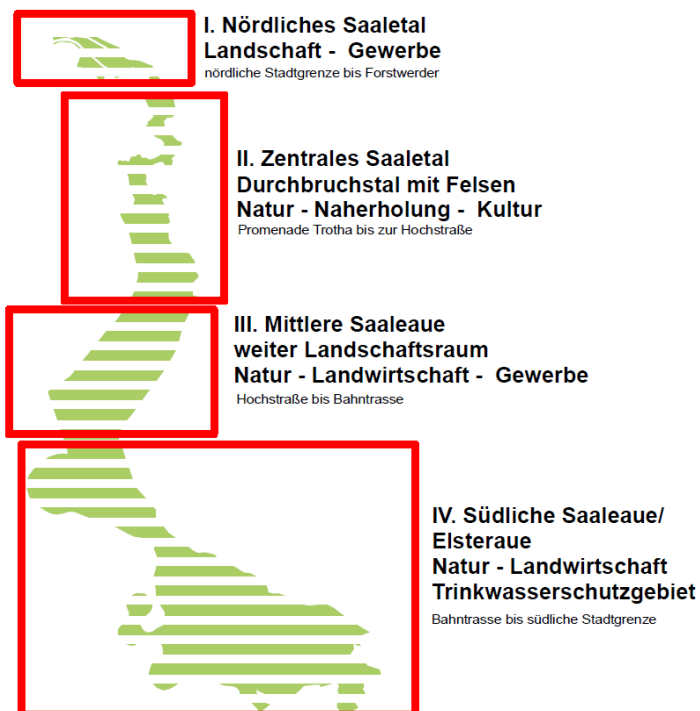 I. Nördliches Saaletal
Landschaft -  Gewerbe
nördliche Stadtgrenze bis Forstwerder
II. Zentrales Saaletal
Durchbruchstal mit Felsen
Natur - Naherholung -  Kultur
Promenade Trotha bis zur Hochstraße
III. Mittlere Saaleaue
weiter Landschaftsraum
Natur - Landwirtschaft -  Gewerbe
Hochstraße bis Bahntrasse
IV. Südliche Saaleaue/
Elsteraue
Natur - Landwirtschaft
Trinkwasserschutzgebiet
Bahntrasse bis südliche Stadtgrenze